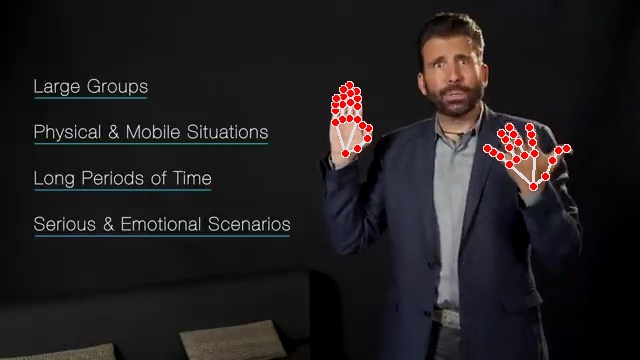 Large Groups
Physical & Mobile Situations
Long Periods of Time
Serious & Emotional Scenarios